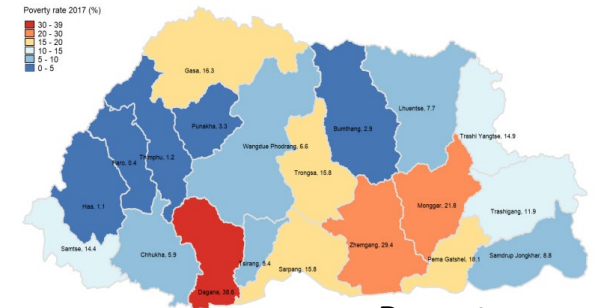 Poverty rate 2017 (%)
30 - 39
20 - 30
15 - 20
10 - 15
5 - 10
0 - 5
Gasa, 16.3
Punakha, 3.3
Bumthang, 2.9
Lhuentse, 7.7
Trashi Yangtse, 14.9
Thimphu, 1.2
Paro, 0.4
Wangdue Phodrang, 6.6
Trongsa, 15.8
Haa, 1.1
Monggar, 21.8
Trashigang, 11.9
Samtse, 14.4
Chhukha, 5.9
Zhemgang, 29.4
Samdrup Jongkhar, 8.8
Pema Gatshel, 18.1
Tsirang, 5.4
Sarpang, 15.8
Dagana, 38.6